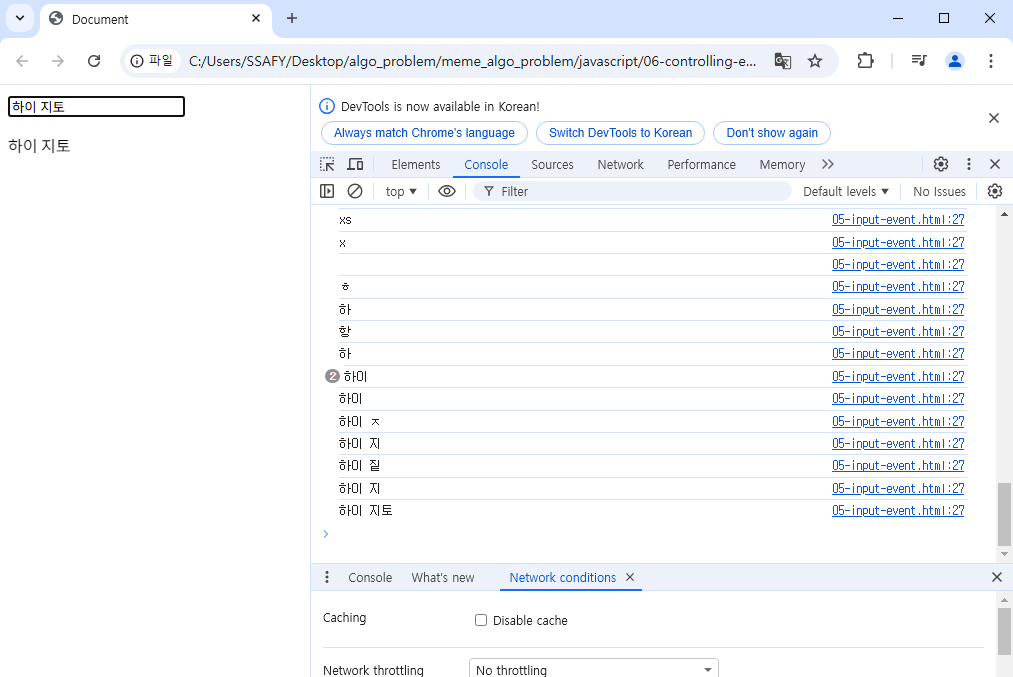 Document
파일 C:/Users/SSAFY/Desktop/algo_problem/meme_algo_problem/javascript/06-controlling-e...
하이 지토
하이 지토
DevTools is now available in Korean!
Always match Chrome's language Switch DevTools to Korean Don't show again
Elements Console Sources Network Performance Memory
top Filter Default levels No Issues
xs 05-input-event.html:27
x 05-input-event.html:27
05-input-event.html:27
ㅎ 05-input-event.html:27
하 05-input-event.html:27
항 05-input-event.html:27
하 05-input-event.html:27
2 하이 05-input-event.html:27
하이 05-input-event.html:27
하이 ㅈ 05-input-event.html:27
하이 지 05-input-event.html:27
하이 짙 05-input-event.html:27
하이 지 05-input-event.html:27
하이 지토 05-input-event.html:27
Console What's new Network conditions
Caching Disable cache
Network throttling No throttling